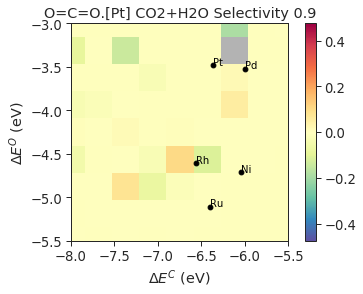 O=C=O.[Pt] CO2+H2O Selectivity 0.9
−3.0
−3.5
−4.0
−4.5
−5.0
−5.5
ΔE^O (eV)
Pt
Pd
Rh
Ni
Ru
−8.0 −7.5 −7.0 −6.5 −6.0 −5.5
ΔE^C (eV)
0.4
0.2
0.0
−0.2
−0.4